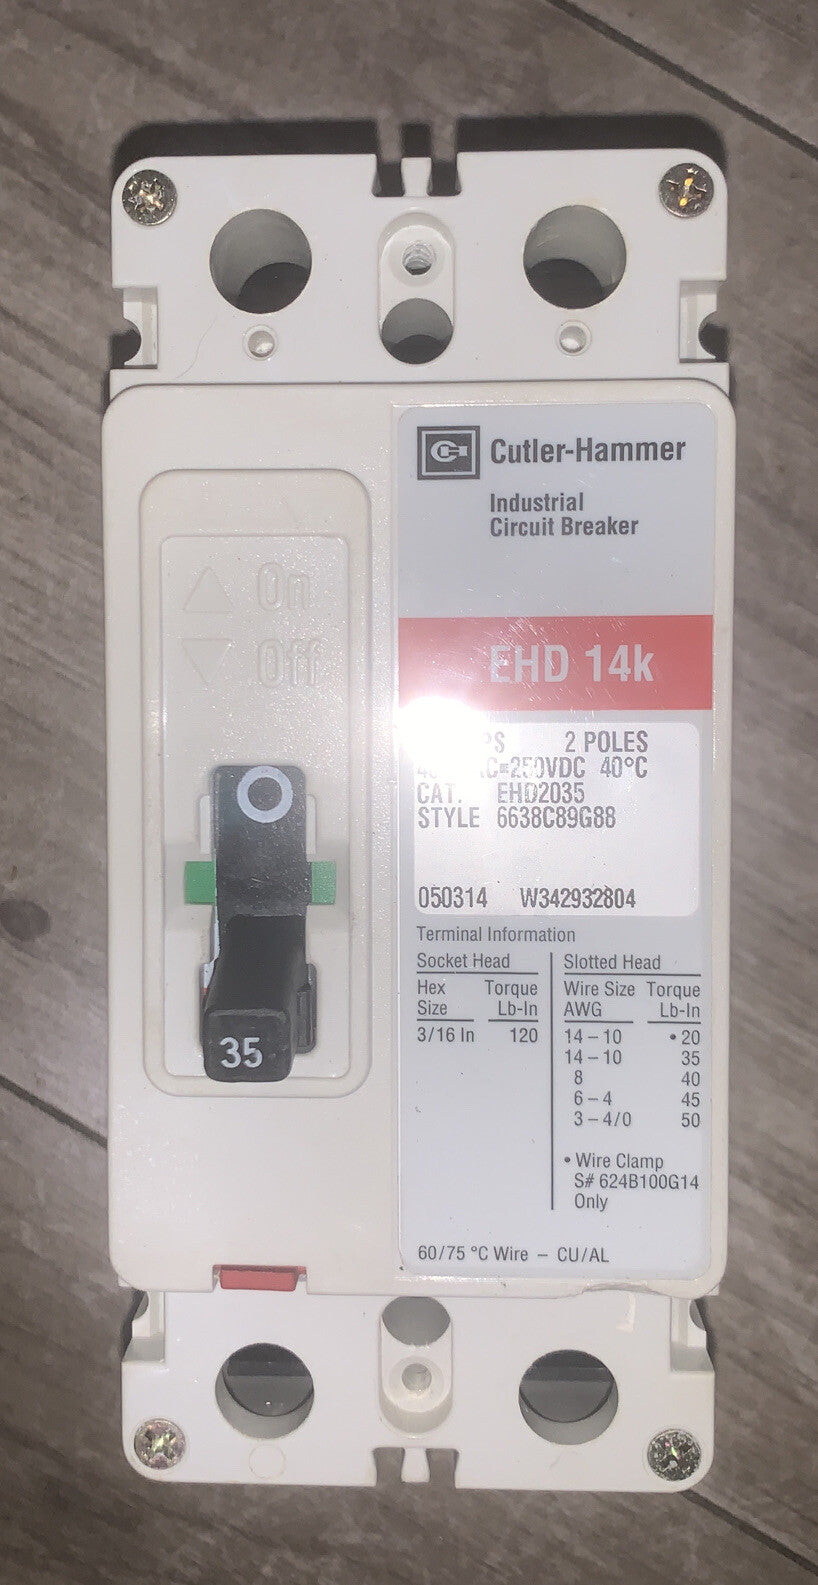 Cutler-Hammer
Industrial
Circuit Breaker
On
Off
EHD 14k
2 POLES
250VDC 40°C
CAT. EHD2035
STYLE 6638C89G88
050314 W342932804
35
Terminal Information
Socket Head
Hex Size
Torque Lb-In
3/16 In 120
Slotted Head
Wire Size AWG
Torque Lb-In
14 – 10 • 20
14 – 10 35
8 40
6 – 4 45
3 – 4/0 50
• Wire Clamp
S# 624B100G14
Only
60/75 °C Wire – CU/AL